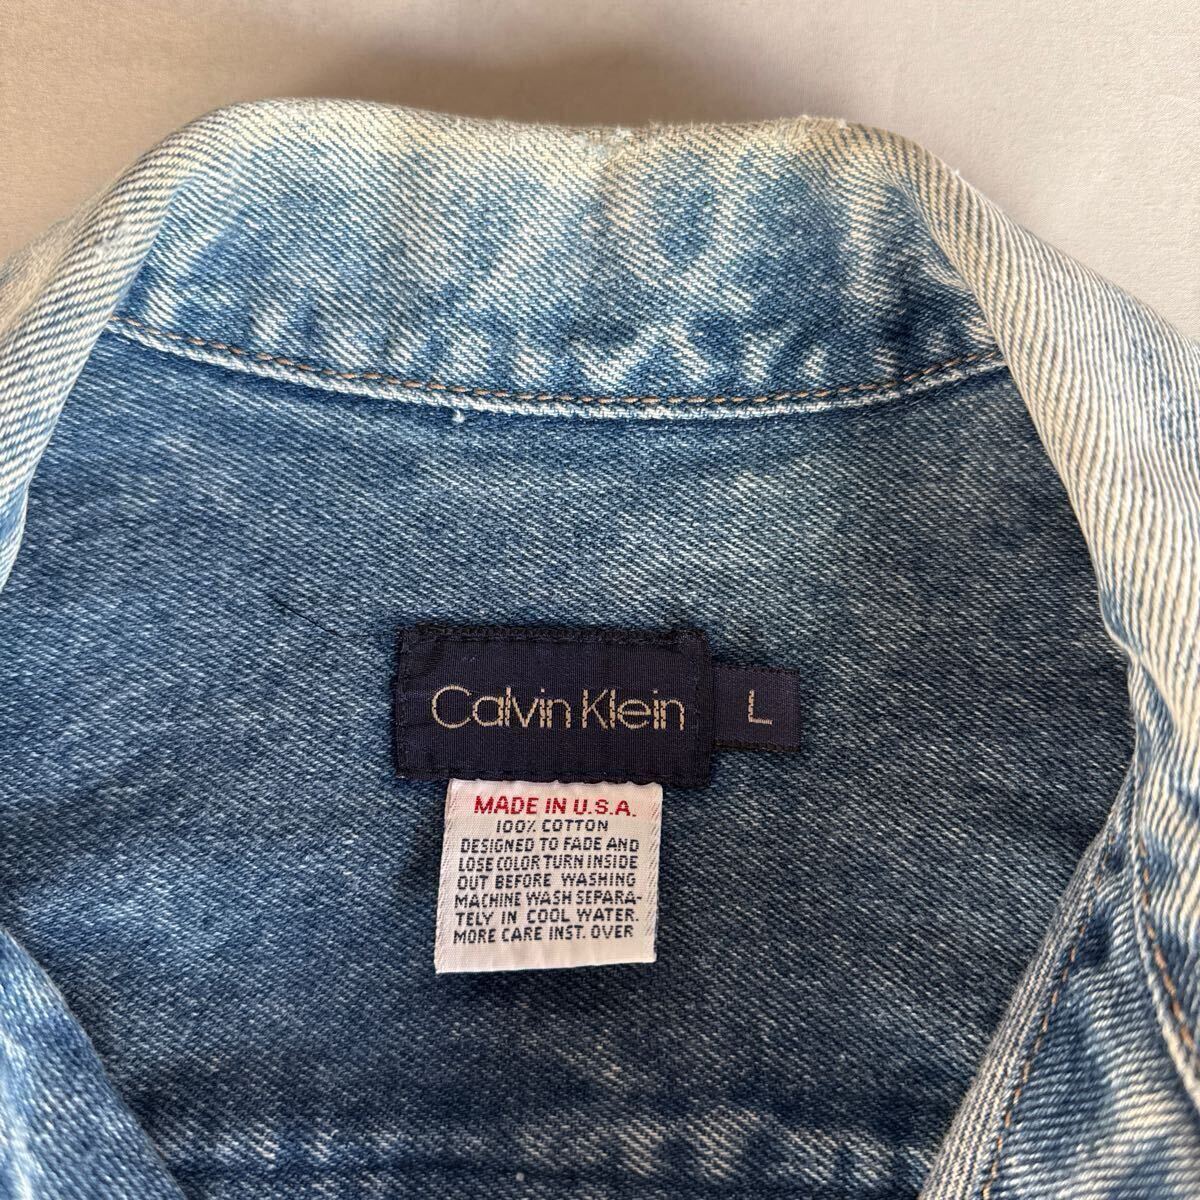 Calvin Klein
L
MADE IN U.S.A.
100% COTTON
DESIGNED TO FADE AND
LOSE COLOR TURN INSIDE
OUT BEFORE WASHING
MACHINE WASH SEPARA-
TELY IN COOL WATER.
MORE CARE INST. OVER